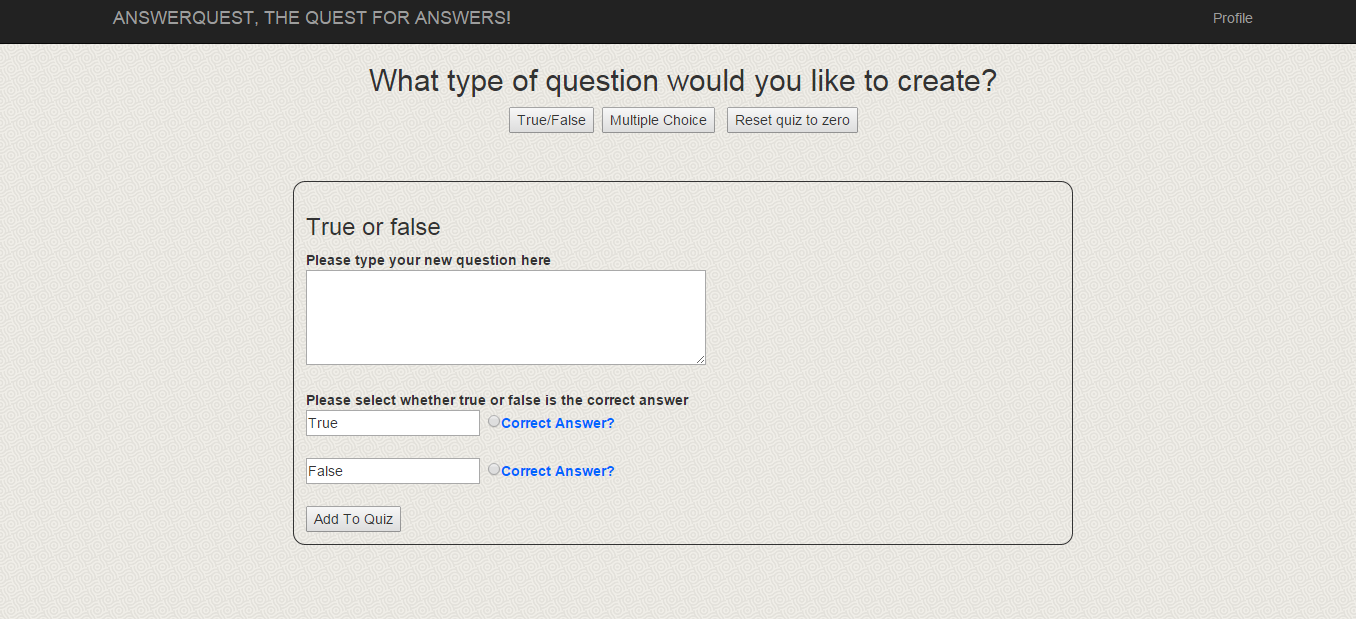 ANSWERQUEST, THE QUEST FOR ANSWERS! Profile
What type of question would you like to create?
True/False Multiple Choice Reset quiz to zero
True or false
Please type your new question here
Please select whether true or false is the correct answer
True Correct Answer?
False Correct Answer?
Add To Quiz